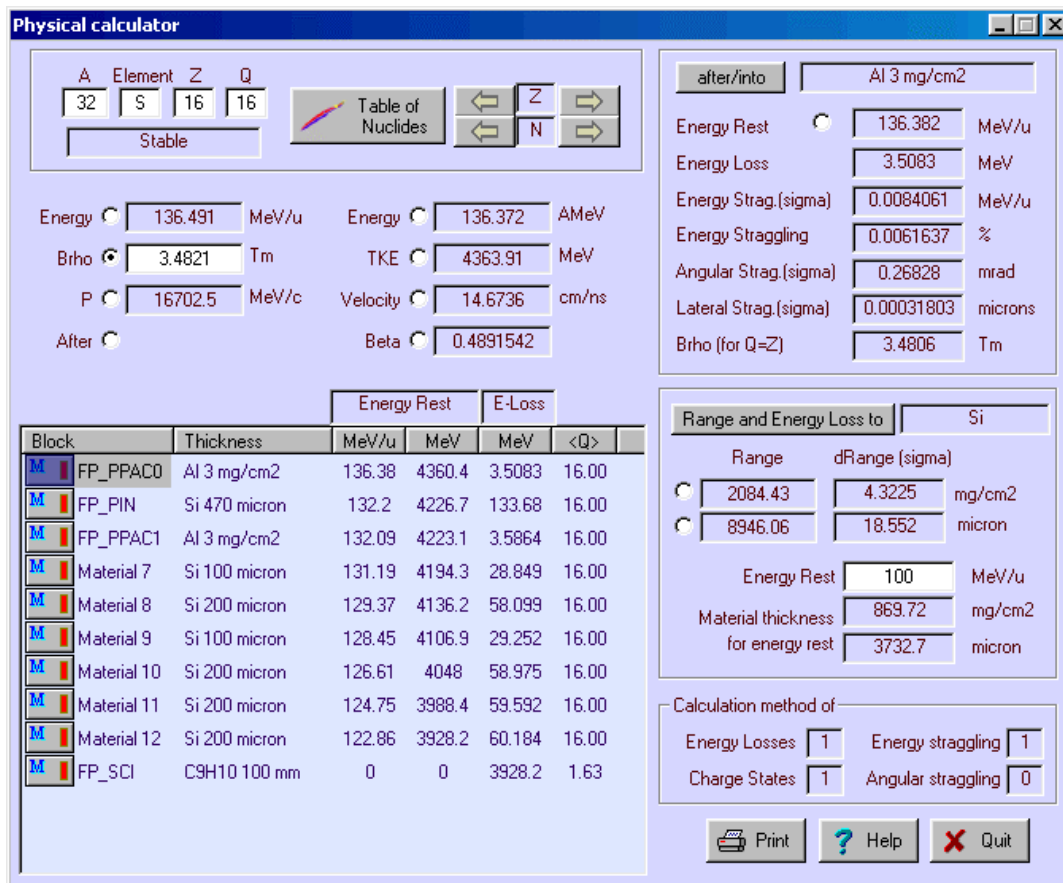 Physical calculator
A Element Z Q
32 S 16 16
Stable
Table of Nuclides
Z
N
Energy 136.491 MeV/u Energy 136.372 AMeV
Brho 3.4821 Tm TKE 4363.91 MeV
P 16702.5 MeV/c Velocity 14.6736 cm/ns
After Beta 0.4891542
after/into Al 3 mg/cm2
Energy Rest 136.382 MeV/u
Energy Loss 3.5083 MeV
Energy Strag.(sigma) 0.0084061 MeV/u
Energy Straggling 0.0061637 %
Angular Strag.(sigma) 0.26828 mrad
Lateral Strag.(sigma) 0.00031803 microns
Brho (for Q=Z) 3.4806 Tm
Energy Rest E-Loss
Block Thickness MeV/u MeV MeV <Q>
M FP_PPAC0 Al 3 mg/cm2 136.38 4360.4 3.5083 16.00
M FP_PIN Si 470 micron 132.2 4226.7 133.68 16.00
M FP_PPAC1 Al 3 mg/cm2 132.09 4223.1 3.5864 16.00
M Material 7 Si 100 micron 131.19 4194.3 28.849 16.00
M Material 8 Si 200 micron 129.37 4136.2 58.099 16.00
M Material 9 Si 100 micron 128.45 4106.9 29.252 16.00
M Material 10 Si 200 micron 126.61 4048 58.975 16.00
M Material 11 Si 200 micron 124.75 3988.4 59.592 16.00
M Material 12 Si 200 micron 122.86 3928.2 60.184 16.00
M FP_SCI C9H10 100 mm 0 0 3928.2 1.63
Range and Energy Loss to Si
Range dRange (sigma)
2084.43 4.3225 mg/cm2
8946.06 18.552 micron
Energy Rest 100 MeV/u
Material thickness 869.72 mg/cm2
for energy rest 3732.7 micron
Calculation method of
Energy Losses 1 Energy straggling 1
Charge States 1 Angular straggling 0
Print ? Help Quit